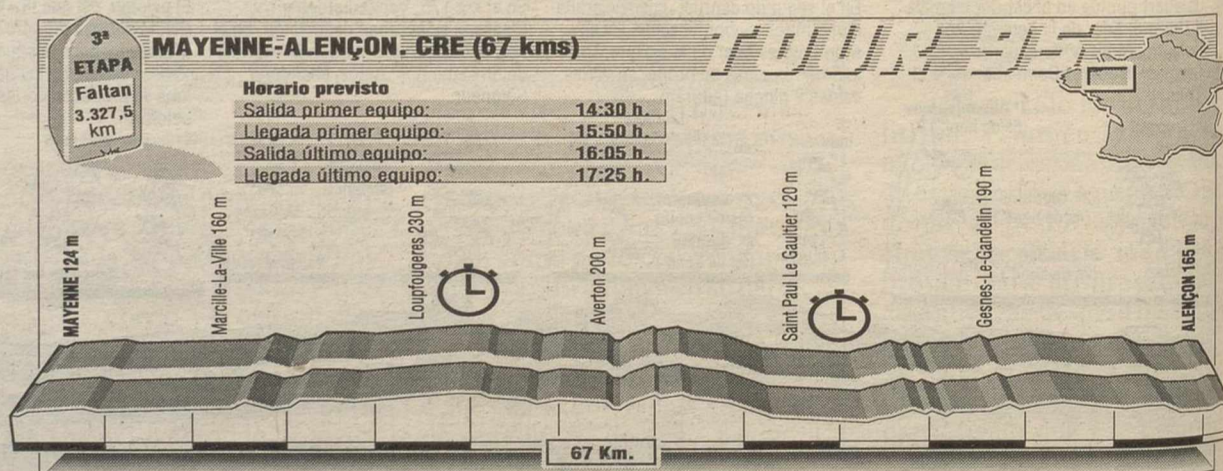 3ª
ETAPA
Faltan
3.327,5
km
MAYENNE-ALENÇON. CRE (67 kms)
TOUR 95
Horario previsto
Salida primer equipo: 14:30 h.
Llegada primer equipo: 15:50 h.
Salida último equipo: 16:05 h.
Llegada último equipo: 17:25 h.
MAYENNE 124 m
Marcille-La-Ville 160 m
Loupfougeres 230 m
Averton 200 m
Saint Paul Le Gaultier 120 m
Gesnes-Le-Gandelin 190 m
ALENÇON 165 m
67 Km.